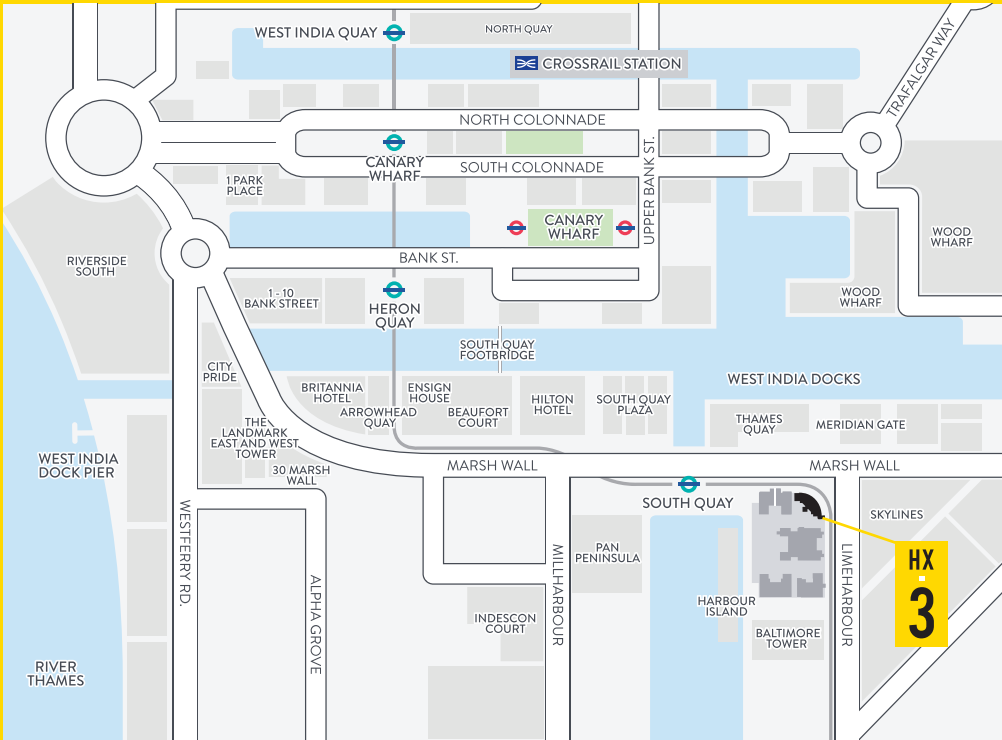 WEST INDIA QUAY
NORTH QUAY
TRAFALGAR WAY
CROSSRAIL STATION
NORTH COLONNADE
CANARY
WHARF
SOUTH COLONNADE
UPPER BANK ST.
1 PARK
PLACE
CANARY
WHARF
WOOD
WHARF
RIVERSIDE
SOUTH
BANK ST.
1 - 10
BANK STREET
HERON
QUAY
WOOD
WHARF
SOUTH QUAY
FOOTBRIDGE
CITY
PRIDE
BRITANNIA
HOTEL
ARROWHEAD
QUAY
ENSIGN
HOUSE
BEAUFORT
COURT
HILTON
HOTEL
SOUTH QUAY
PLAZA
WEST INDIA DOCKS
THAMES
QUAY
MERIDIAN GATE
THE
LANDMARK
EAST AND WEST
TOWER
30 MARSH
WALL
WEST INDIA
DOCK PIER
MARSH WALL
MARSH WALL
SOUTH QUAY
SKYLINES
WESTFERRY RD.
ALPHA GROVE
MILLHARBOUR
PAN
PENINSULA
LIMEHARBOUR
HX
3
HARBOUR
ISLAND
INDESCON
COURT
BALTIMORE
TOWER
RIVER
THAMES